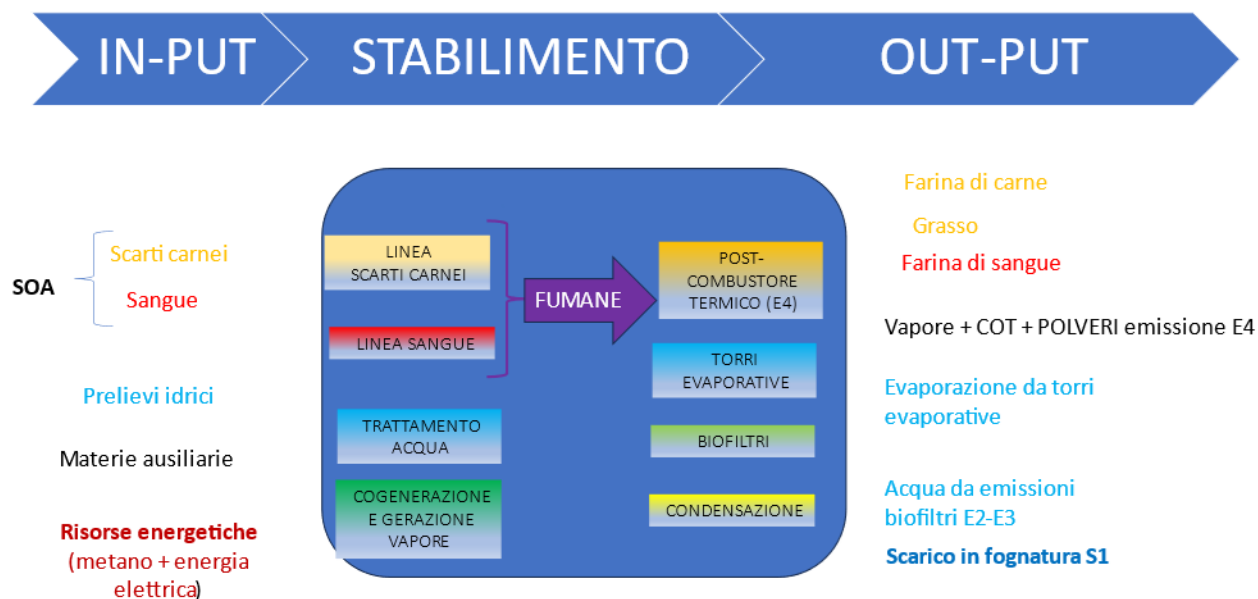 IN-PUT
STABILIMENTO
OUT-PUT
SOA
Scarti carnei
Sangue
Prelievi idrici
Materie ausiliarie
Risorse energetiche
(metano + energia
elettrica)
LINEA
SCARTI CARNEI
LINEA SANGUE
TRATTAMENTO
ACQUA
COGENERAZIONE
E GERAZIONE
VAPORE
FUMANE
POST-
COMBUSTORE
TERMICO (E4)
TORRI
EVAPORATIVE
BIOFILTRI
CONDENSAZIONE
Farina di carne
Grasso
Farina di sangue
Vapore + COT + POLVERI emissione E4
Evaporazione da torri
evaporative
Acqua da emissioni
biofiltri E2-E3
Scarico in fognatura S1